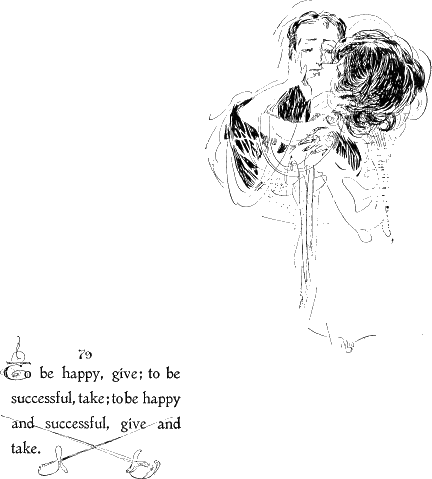 79
To be happy, give; to be
successful, take; to be happy
and successful, give and
take.